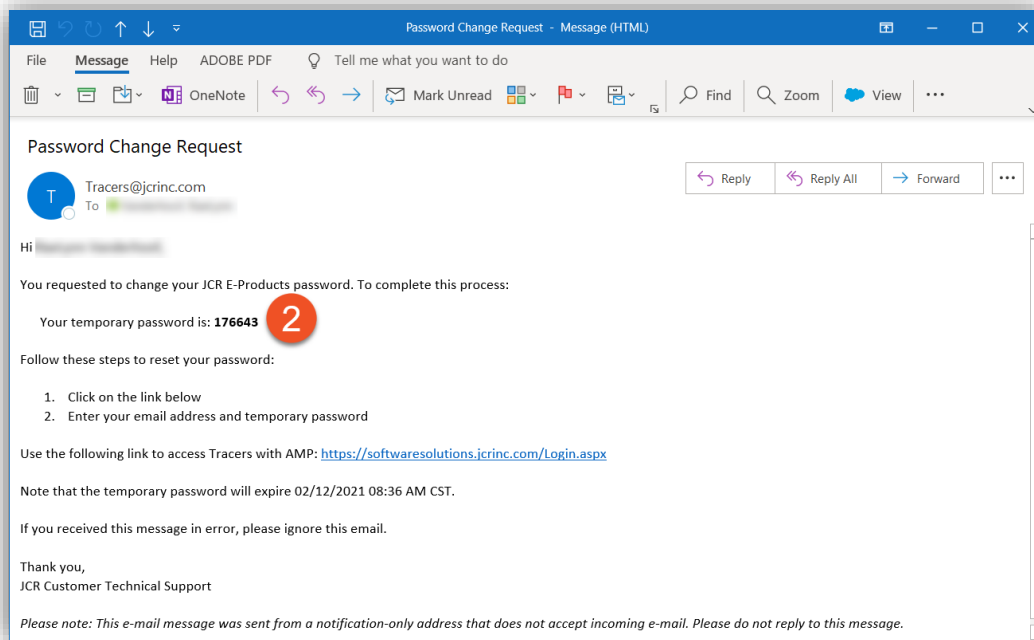 Password Change Request - Message (HTML)
File Message Help ADOBE PDF Tell me what you want to do
N OneNote Mark Unread Find Zoom View ...
Password Change Request
T
Tracers@jcrinc.com
To
Reply Reply All Forward ...
Hi
You requested to change your JCR E-Products password. To complete this process:
Your temporary password is: 176643
2
Follow these steps to reset your password:
1. Click on the link below
2. Enter your email address and temporary password
Use the following link to access Tracers with AMP: https://softwaresolutions.jcrinc.com/Login.aspx
Note that the temporary password will expire 02/12/2021 08:36 AM CST.
If you received this message in error, please ignore this email.
Thank you,
JCR Customer Technical Support
Please note: This e-mail message was sent from a notification-only address that does not accept incoming e-mail. Please do not reply to this message.